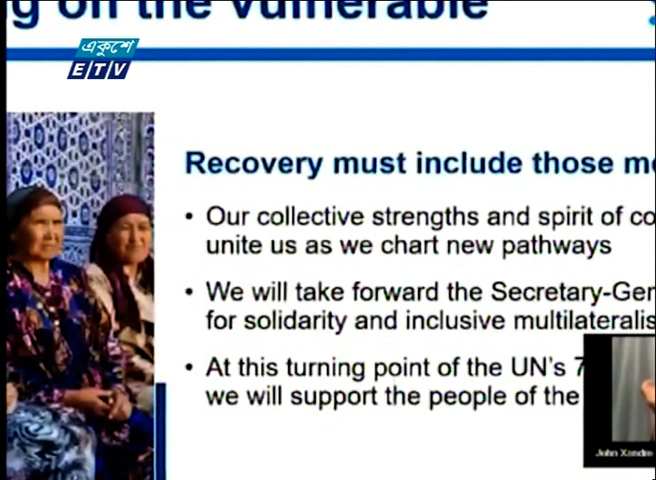 g on the vulnerable
একুশে
ETV
Recovery must include those mo
• Our collective strengths and spirit of co
unite us as we chart new pathways
• We will take forward the Secretary-Gen
for solidarity and inclusive multilateralis
• At this turning point of the UN's 7
we will support the people of the
John Xandre